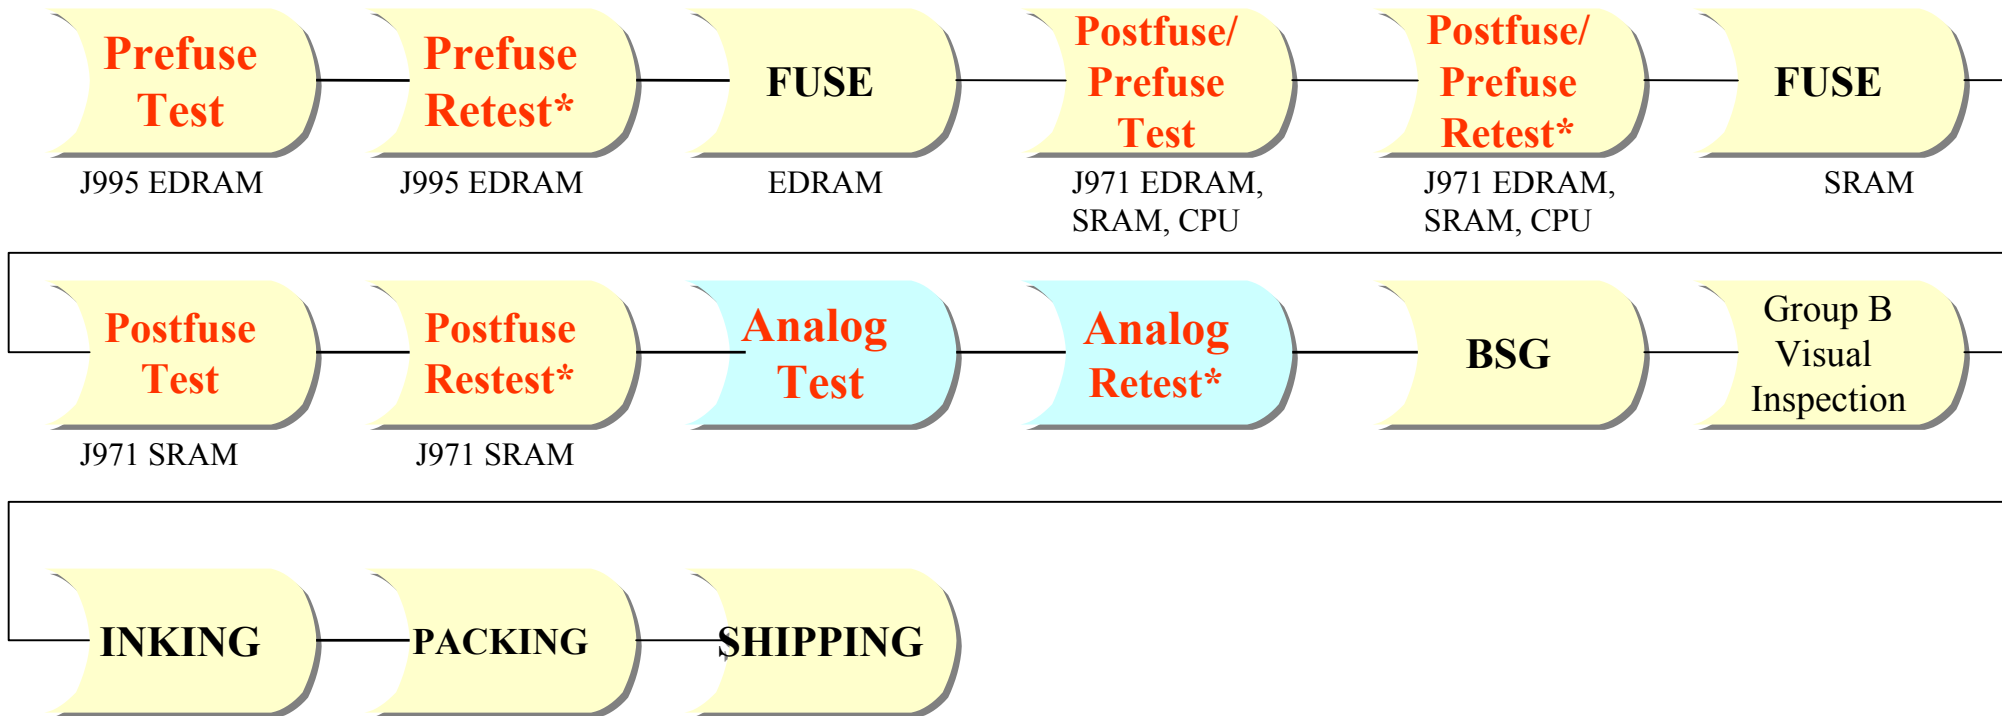 Prefuse
Test
J995 EDRAM
Prefuse
Retest*
J995 EDRAM
FUSE
EDRAM
Postfuse/
Prefuse
Test
J971 EDRAM,
SRAM, CPU
Postfuse/
Prefuse
Retest*
J971 EDRAM,
SRAM, CPU
FUSE
SRAM
Postfuse
Test
J971 SRAM
Postfuse
Restest*
J971 SRAM
Analog
Test
Analog
Retest*
BSG
Group B
Visual
Inspection
INKING
PACKING
SHIPPING